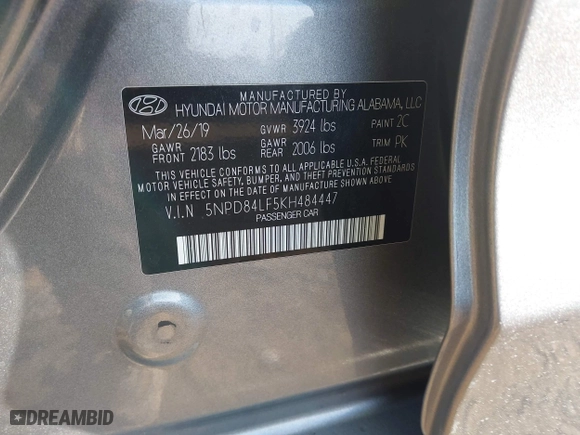 MANUFACTURED BY
HYUNDAI MOTOR MANUFACTURING ALABAMA, LLC
Mar/26/19 GVWR 3924 lbs PAINT 2C
GAWR FRONT 2183 lbs GAWR REAR 2006 lbs TRIM PK
THIS VEHICLE CONFORMS TO ALL APPLICABLE U.S.A. FEDERAL
MOTOR VEHICLE SAFETY, BUMPER, AND THEFT PREVENTION STANDARDS
IN EFFECT ON THE DATE OF MANUFACTURE SHOWN ABOVE.
V.I.N 5NPD84LF5KH484447
PASSENGER CAR
DREAMBID